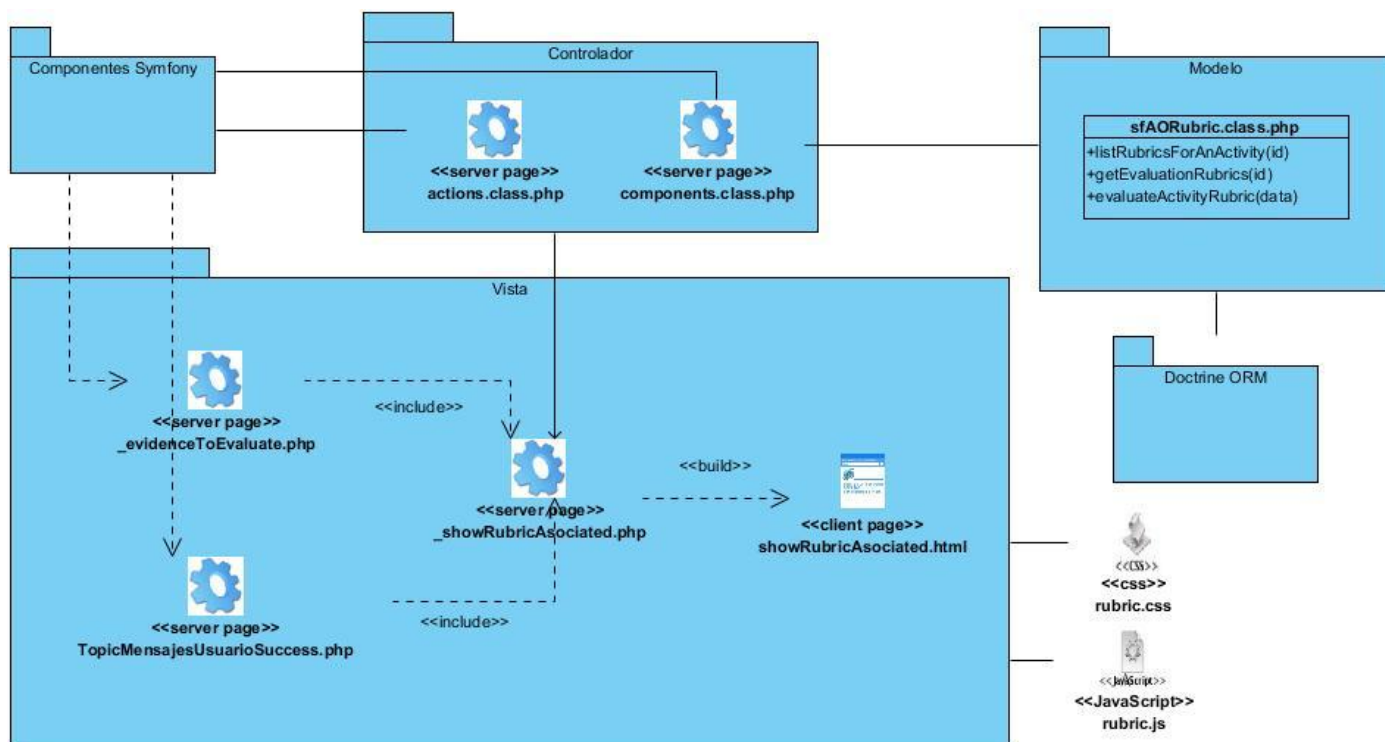 Componentes Symfony
Controlador
<<server page>>
actions.class.php
<<server page>>
components.class.php
Modelo
sfAORubric.class.php
+listRubricsForAnActivity(id)
+getEvaluationRubrics(id)
+evaluateActivityRubric(data)
Doctrine ORM
Vista
<<server page>>
_evidenceToEvaluate.php
<<include>>
<<server page>>
_showRubricAsociated.php
<<build>>
<<client page>>
showRubricAsociated.html
<<server page>>
TopicMensajesUsuarioSuccess.php
<<include>>
<<CSS>>
<<css>>
rubric.css
<<JavaScript>>
<<JavaScript>>
rubric.js